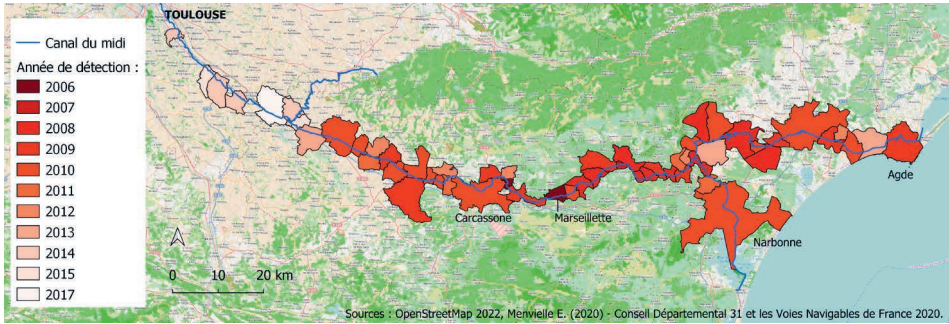 TOULOUSE
Canal du midi
Année de détection :
2006
2007
2008
2009
2010
2011
2012
2013
2014
2015
2017
Carcassone
Marseillette
Narbonne
Agde
0 10 20 km
Sources : OpenStreetMap 2022, Menvielle E. (2020) - Conseil Départemental 31 et les Voies Navigables de France 2020.